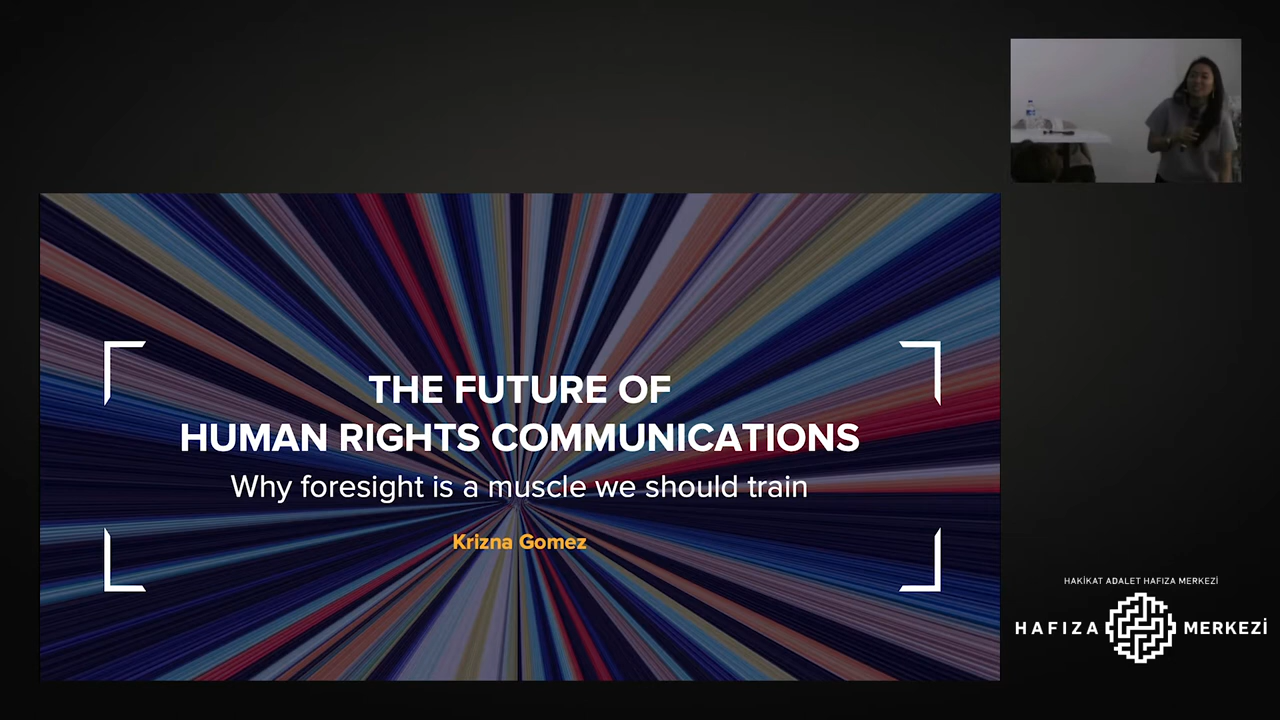 THE FUTURE OF
HUMAN RIGHTS COMMUNICATIONS
Why foresight is a muscle we should train
Krizna Gomez
HAKİKAT ADALET HAFIZA MERKEZİ
HAFIZA MERKEZİ